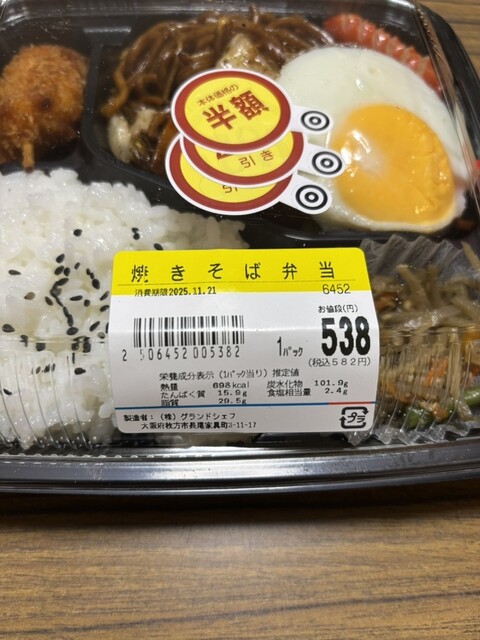 本体価格の
半額
引き
引き
焼きそば弁当
消費期限2025.11.21
6452
お値段(円)
1パック
538
(税込582円)
2506452005382
栄養成分表示(1パック当り)推定値
熱量 698kcal 炭水化物 101.9g
たんぱく質 15.9g 食塩相当量 2.4g
脂質 29.5g
製造者:(株)グランドシェフ
大阪府枚方市長尾家具町3-11-17
プラ